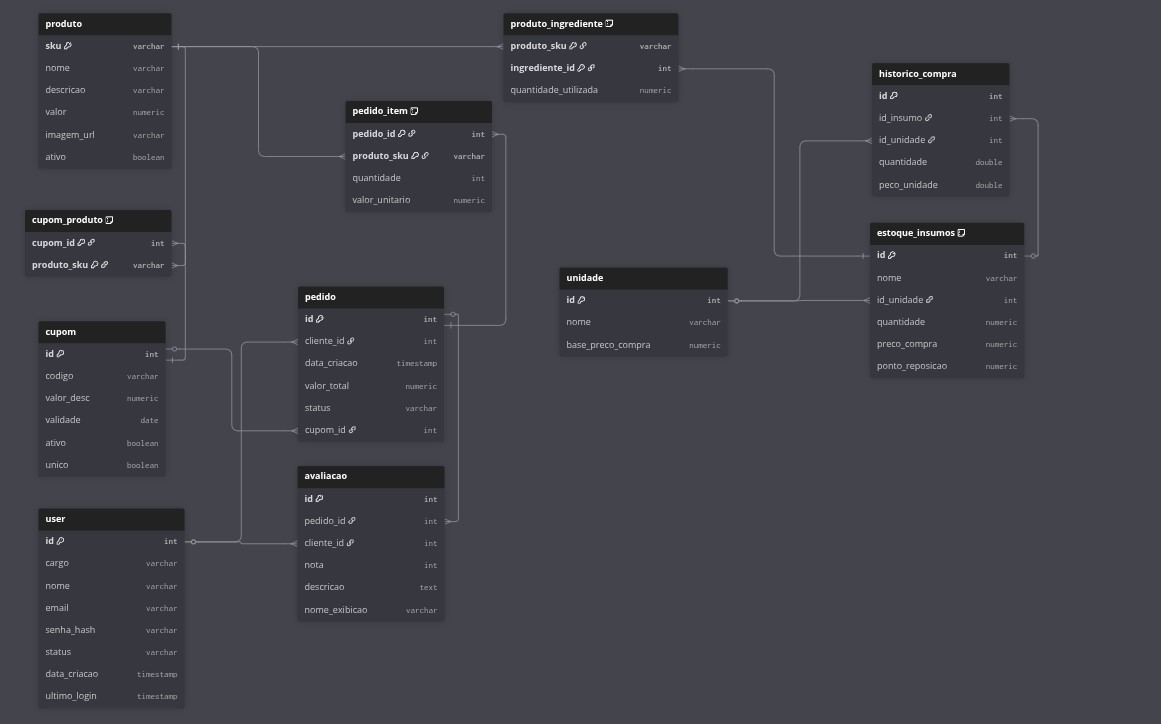 produto
sku varchar
nome varchar
descricao varchar
valor numeric
imagem_url varchar
ativo boolean
produto_ingrediente
produto_sku varchar
ingrediente_id int
quantidade_utilizada numeric
pedido_item
pedido_id int
produto_sku varchar
quantidade int
valor_unitario numeric
historico_compra
id int
id_insumo int
id_unidade int
quantidade double
peco_unidade double
cupom_produto
cupom_id int
produto_sku varchar
estoque_insumos
id int
nome varchar
id_unidade int
quantidade numeric
preco_compra numeric
ponto_reposicao numeric
unidade
id int
nome varchar
base_preco_compra numeric
pedido
id int
cliente_id int
data_criacao timestamp
valor_total numeric
status varchar
cupom_id int
cupom
id int
codigo varchar
valor_desc numeric
validade date
ativo boolean
unico boolean
avaliacao
id int
pedido_id int
cliente_id int
nota int
descricao text
nome_exibicao varchar
user
id int
cargo varchar
nome varchar
email varchar
senha_hash varchar
status varchar
data_criacao timestamp
ultimo_login timestamp